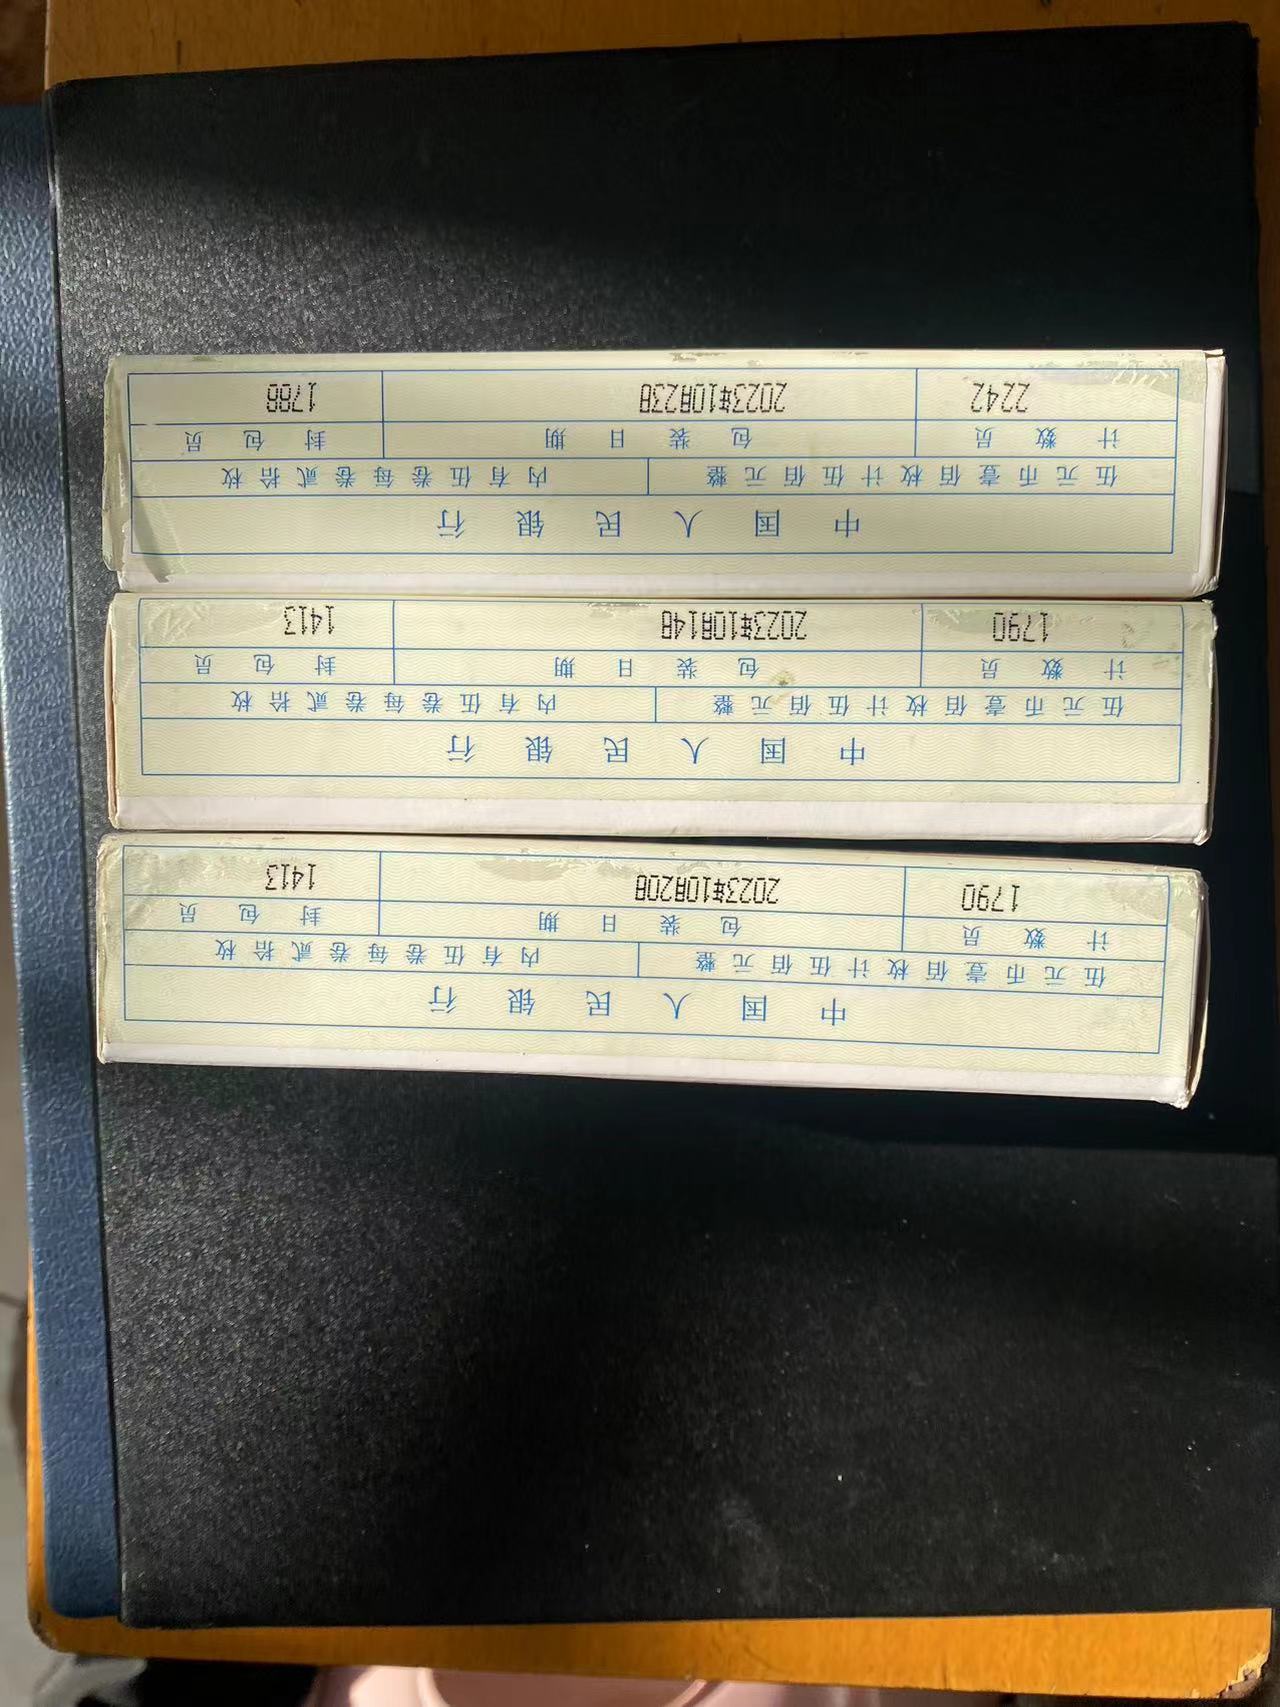 中国人民银行
伍元币壹佰枚计伍佰元整 内有伍卷每卷贰拾枚
计数员 包装日期 封包员
1790 2023年10月20日 1413
中国人民银行
伍元币壹佰枚计伍佰元整 内有伍卷每卷贰拾枚
计数员 包装日期 封包员
1790 2023年10月14日 1413
中国人民银行
伍元币壹佰枚计伍佰元整 内有伍卷每卷贰拾枚
计数员 包装日期 封包员
2242 2023年10月23日 1788